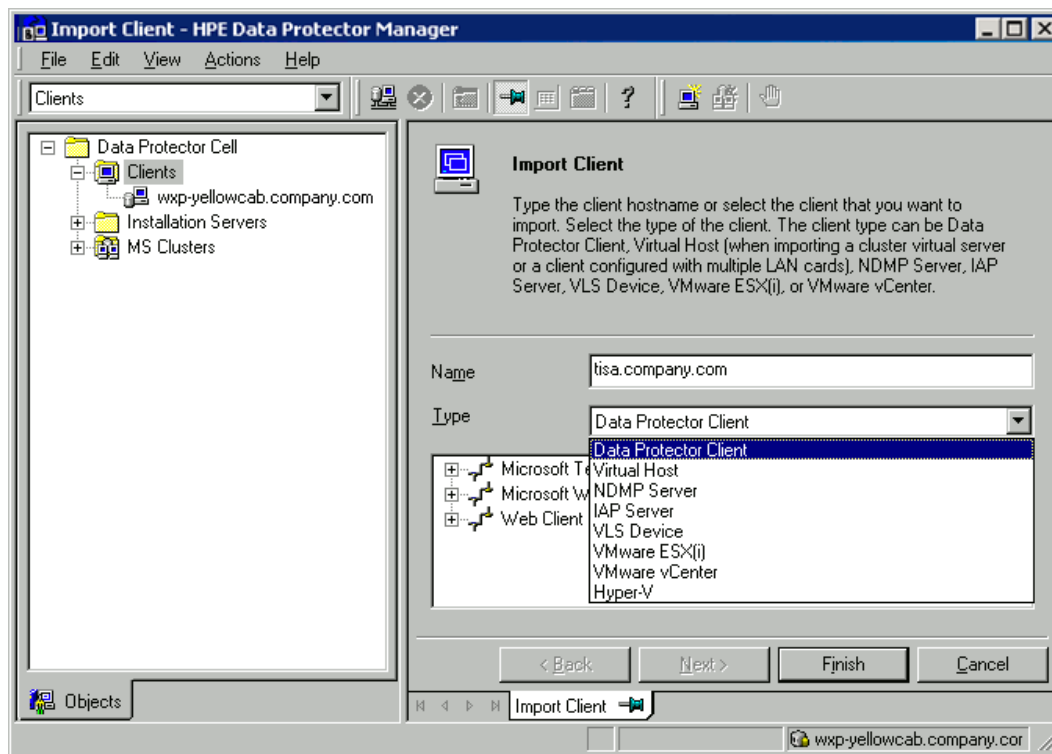 Import Client - HPE Data Protector Manager
File Edit View Actions Help
Clients
Data Protector Cell
Clients
wxp-yellowcab.company.com
Installation Servers
MS Clusters
Objects
Import Client
Type the client hostname or select the client that you want to
import. Select the type of the client. The client type can be Data
Protector Client, Virtual Host (when importing a cluster virtual server
or a client configured with multiple LAN cards), NDMP Server, IAP
Server, VLS Device, VMware ESX(i), or VMware vCenter.
Name tisa.company.com
Type Data Protector Client
Data Protector Client
Virtual Host
NDMP Server
IAP Server
VLS Device
VMware ESX(i)
VMware vCenter
Hyper-V
Microsoft Te
Microsoft W
Web Client
< Back Next > Finish Cancel
Import Client
wxp-yellowcab.company.cor